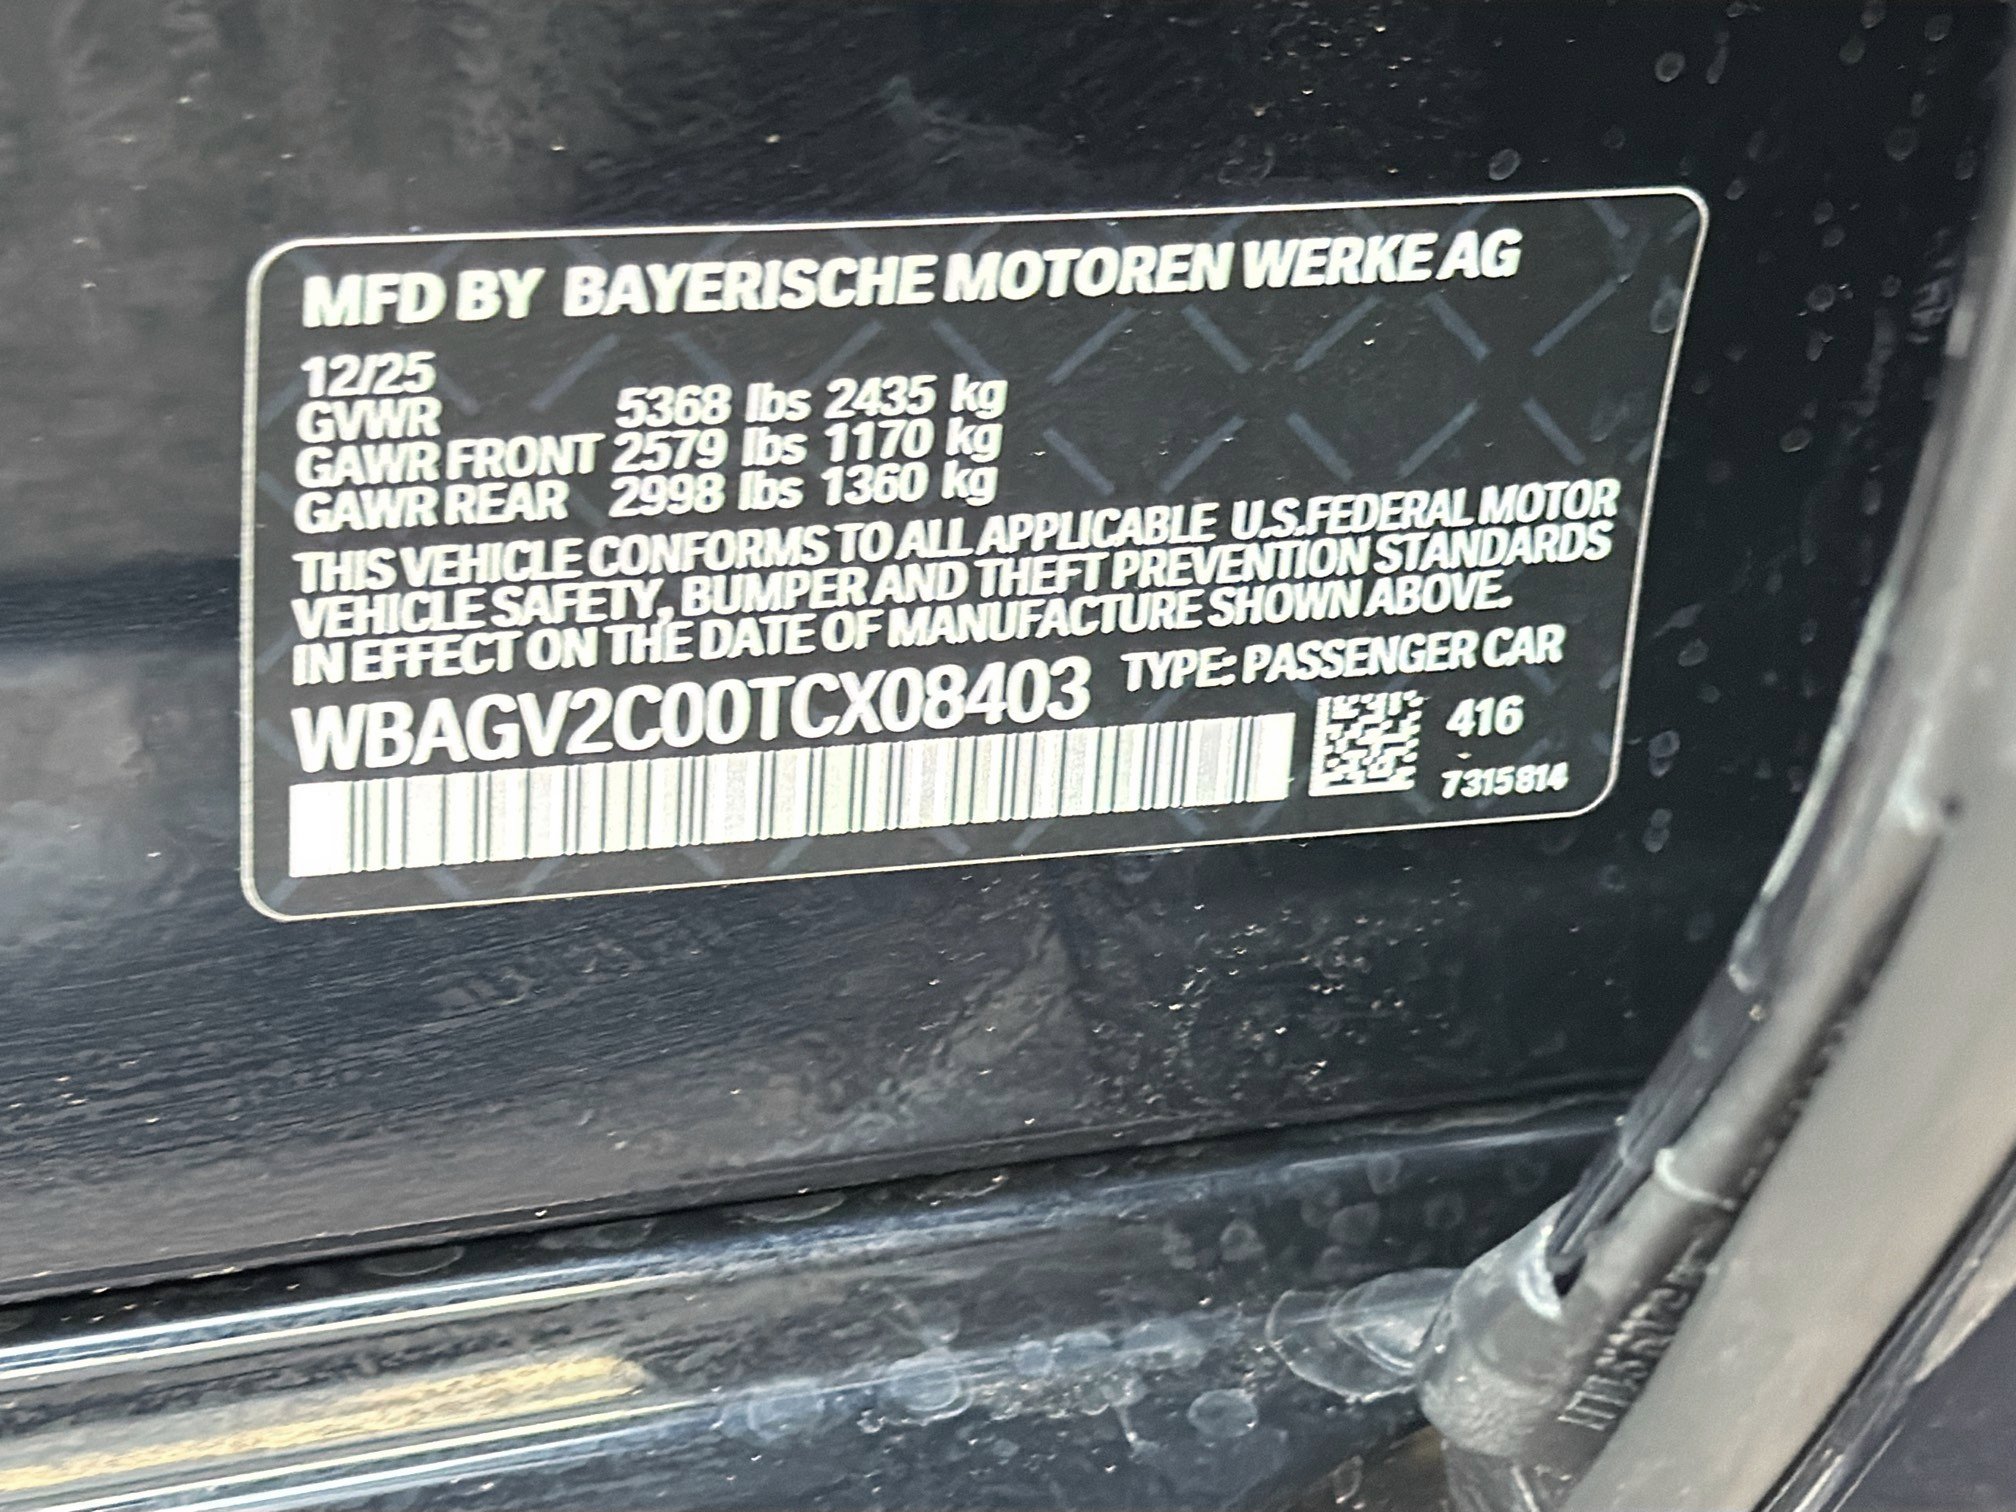 MFD BY BAYERISCHE MOTOREN WERKE AG
12/25
GVWR 5368 lbs 2435 kg
GAWR FRONT 2579 lbs 1170 kg
GAWR REAR 2998 lbs 1360 kg
THIS VEHICLE CONFORMS TO ALL APPLICABLE U.S.FEDERAL MOTOR
VEHICLE SAFETY, BUMPER AND THEFT PREVENTION STANDARDS
IN EFFECT ON THE DATE OF MANUFACTURE SHOWN ABOVE.
WBAGV2C00TCX08403 TYPE: PASSENGER CAR
416
7315814